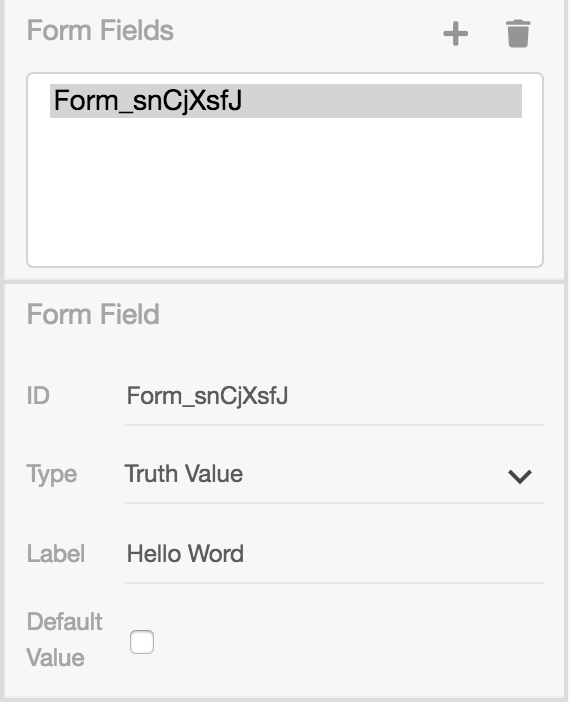 Form Fields
Form_snCjXsfJ
Form Field
ID Form_snCjXsfJ
Type Truth Value
Label Hello Word
Default
Value